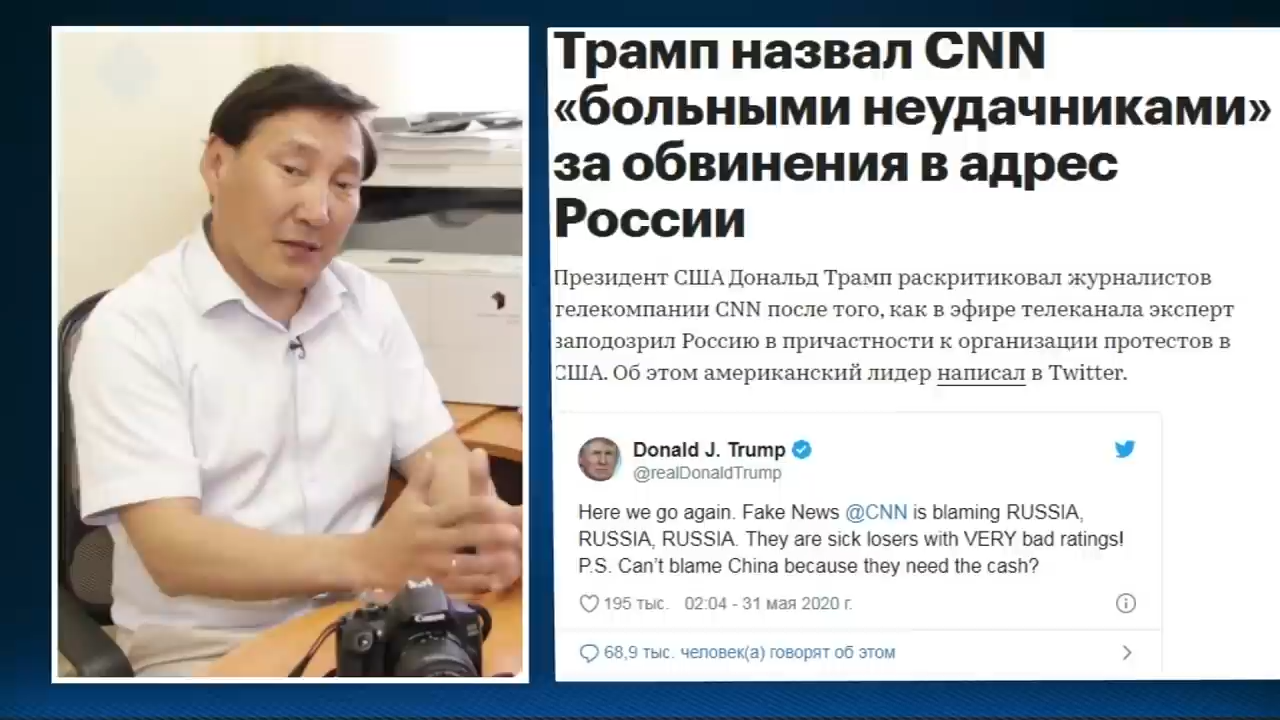 Трамп назвал CNN
«больными неудачниками»
за обвинения в адрес
России
Президент США Дональд Трамп раскритиковал журналистов
телекомпании CNN после того, как в эфире телеканала эксперт
заподозрил Россию в причастности к организации протестов в
США. Об этом американский лидер написал в Twitter.
Donald J. Trump
@realDonaldTrump
Here we go again. Fake News @CNN is blaming RUSSIA,
RUSSIA, RUSSIA. They are sick losers with VERY bad ratings!
P.S. Can’t blame China because they need the cash?
195 тыс. 02:04 - 31 мая 2020 г.
68,9 тыс. человек(а) говорят об этом
Canon